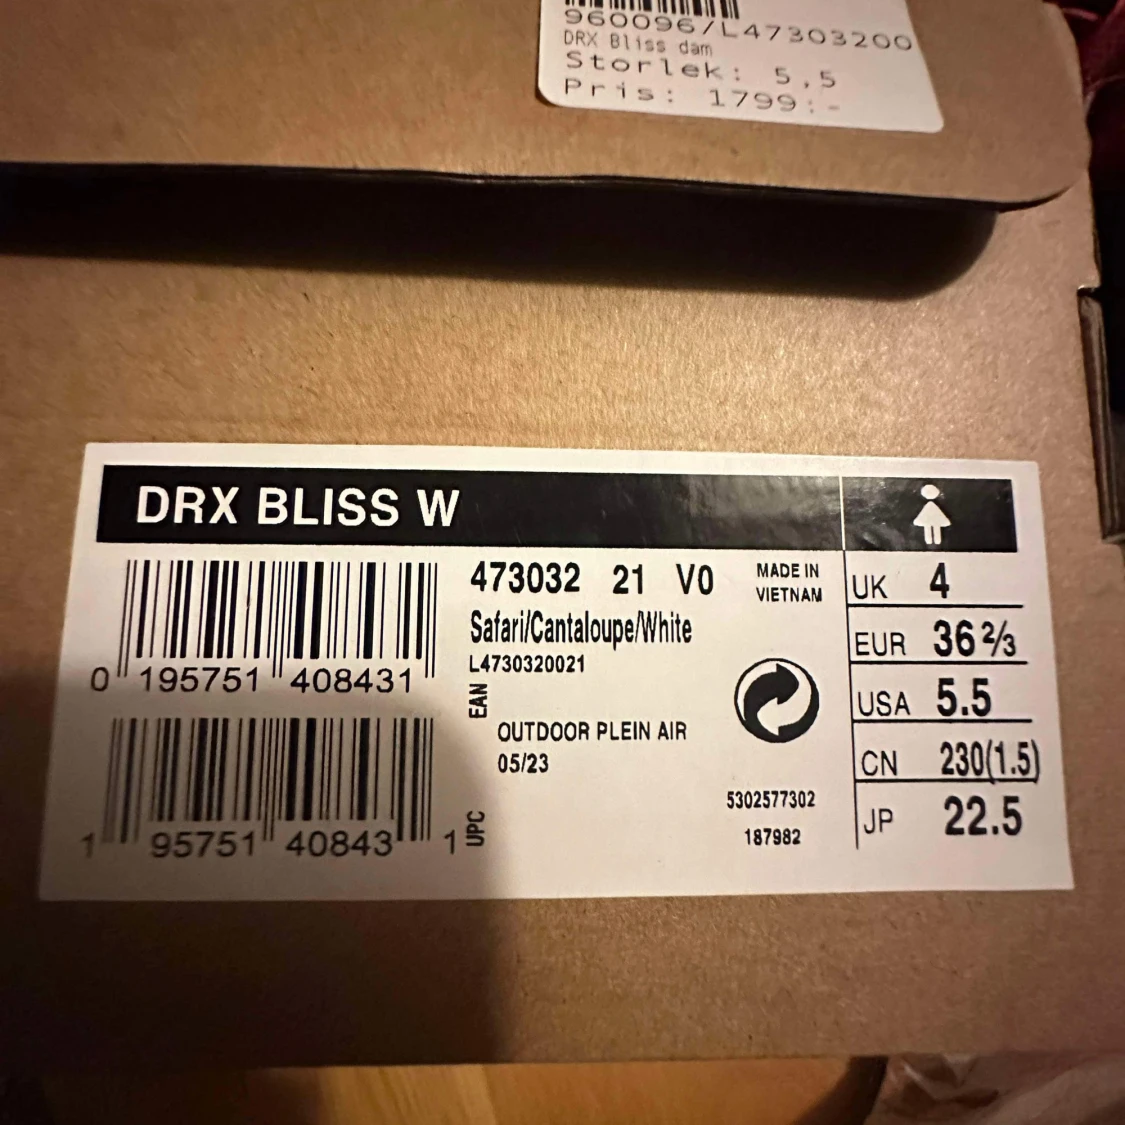 960096/L47303200
DRX Bliss dam
Storlek: 5,5
Pris: 1799:-
DRX BLISS W
0 195751 408431
473032 21 V0
Safari/Cantaloupe/White
L4730320021
EAN
MADE IN
VIETNAM
OUTDOOR PLEIN AIR
05/23
1 95751 40843 1
UPC
5302577302
187982
UK 4
EUR 36 2/3
USA 5.5
CN 230(1.5)
JP 22.5